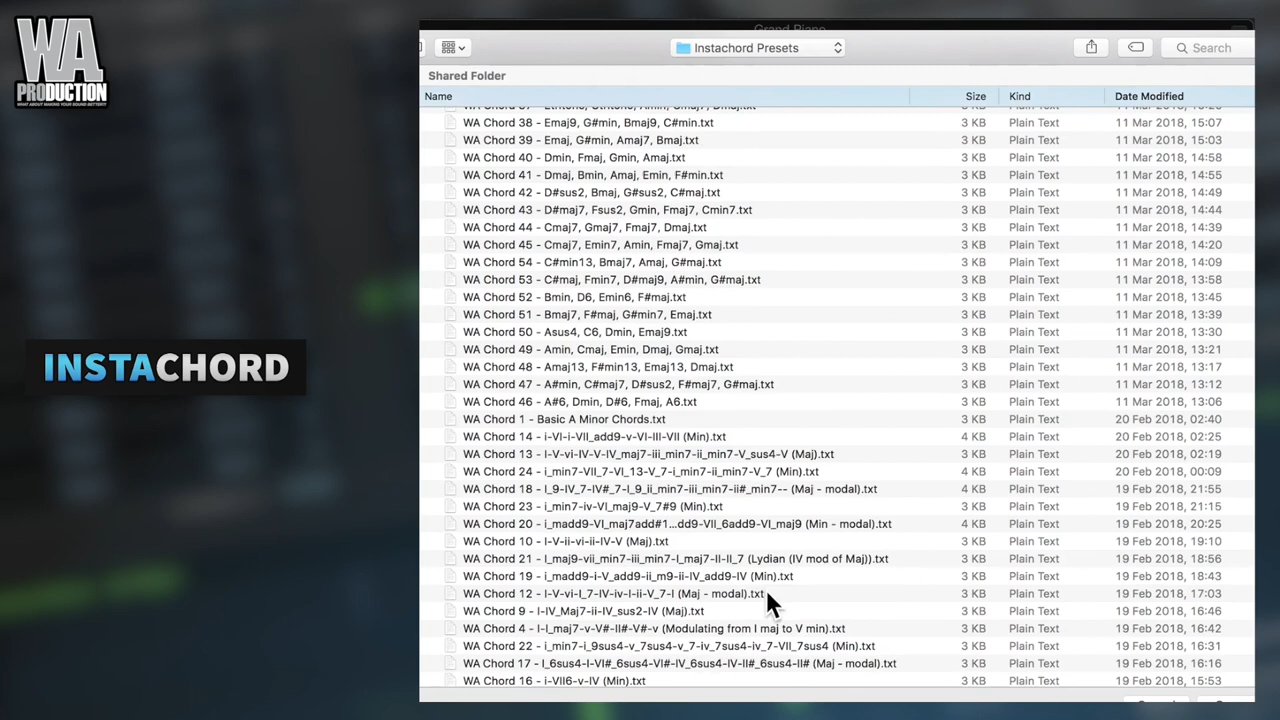 WA
PRODUCTION
WHAT ABOUT MAKING YOUR SOUND BETTER?
INSTACHORD
Grand Piano
Instachord Presets
Search
Shared Folder
Name Size Kind Date Modified
WA Chord 38 - Emaj9, G#min, Bmaj9, C#min.txt 3 KB Plain Text 11 Mar 2018, 15:07
WA Chord 39 - Emaj, G#min, Amaj7, Bmaj.txt 3 KB Plain Text 11 Mar 2018, 15:03
WA Chord 40 - Dmin, Fmaj, Gmin, Amaj.txt 3 KB Plain Text 11 Mar 2018, 14:58
WA Chord 41 - Dmaj, Bmin, Amaj, Emin, F#min.txt 3 KB Plain Text 11 Mar 2018, 14:55
WA Chord 42 - D#sus2, Bmaj, G#sus2, C#maj.txt 3 KB Plain Text 11 Mar 2018, 14:49
WA Chord 43 - D#maj7, Fsus2, Gmin, Fmaj7, Cmin7.txt 3 KB Plain Text 11 Mar 2018, 14:44
WA Chord 44 - Cmaj7, Gmaj7, Fmaj7, Dmaj.txt 3 KB Plain Text 11 Mar 2018, 14:39
WA Chord 45 - Cmaj7, Emin7, Amin, Fmaj7, Gmaj.txt 3 KB Plain Text 11 Mar 2018, 14:20
WA Chord 54 - C#min13, Bmaj7, Amaj, G#maj.txt 3 KB Plain Text 11 Mar 2018, 14:09
WA Chord 53 - C#maj, Fmin7, F#maj9, A#min, G#maj.txt 3 KB Plain Text 11 Mar 2018, 13:58
WA Chord 52 - Bmin, D6, Emin6, F#maj.txt 3 KB Plain Text 11 Mar 2018, 13:45
WA Chord 51 - Bmaj7, F#maj, G#min7, Emaj.txt 3 KB Plain Text 11 Mar 2018, 13:39
WA Chord 50 - Asus4, C6, Dmin, Emaj9.txt 3 KB Plain Text 11 Mar 2018, 13:30
WA Chord 49 - Amin, Cmaj, Emin, Dmaj, Gmaj.txt 3 KB Plain Text 11 Mar 2018, 13:21
WA Chord 48 - Amaj13, F#min13, Emaj13, Dmaj.txt 3 KB Plain Text 11 Mar 2018, 13:17
WA Chord 47 - A#min, C#maj7, D#sus2, F#maj7, G#maj.txt 3 KB Plain Text 11 Mar 2018, 13:12
WA Chord 46 - A#6, Dmin, D#6, Fmaj, A6.txt 3 KB Plain Text 11 Mar 2018, 13:06
WA Chord 1 - Basic A Minor Chords.txt 3 KB Plain Text 20 Feb 2018, 02:40
WA Chord 14 - i-VI-i-VII_add9-v-VI-III-VII (Min).txt 4 KB Plain Text 20 Feb 2018, 02:25
WA Chord 13 - I-V-vi-IV-V-IV_maj7-iii_min7-ii_min7-V_sus4-V (Maj).txt 3 KB Plain Text 20 Feb 2018, 02:19
WA Chord 24 - i_min7-VII_7-i_13-V_7-i_min7-ii_min7-V_7 (Min).txt 4 KB Plain Text 20 Feb 2018, 00:09
WA Chord 18 - I_9-IV_7-IV#_7-I_9_ii_min7-iii_min7-ii#_min7-- (Maj - modal).txt 4 KB Plain Text 19 Feb 2018, 21:55
WA Chord 23 - i_min7-iv-VI_maj9-V_7#9 (Min).txt 3 KB Plain Text 19 Feb 2018, 21:15
WA Chord 20 - i_madd9-VI_maj7add#1...dd9-VII_6add9-VI_maj9 (Min - modal).txt 4 KB Plain Text 19 Feb 2018, 20:25
WA Chord 10 - I-V-ii-vi-ii-IV-V (Maj).txt 3 KB Plain Text 19 Feb 2018, 19:10
WA Chord 21 - I_maj9-vii_min7-iii_min7-I_maj7-ii-II_7 (Lydian (IV mod of Maj)).txt 3 KB Plain Text 19 Feb 2018, 18:56
WA Chord 19 - i_madd9-i-V_add9-ii_m9-ii-IV_add9-IV (Min).txt 3 KB Plain Text 19 Feb 2018, 18:43
WA Chord 12 - I-V-vi-I_7-IV-iv-I-ii-V_7-I (Maj - modal).txt 3 KB Plain Text 19 Feb 2018, 17:03
WA Chord 9 - I-IV_Maj7-ii-IV_sus2-IV (Maj).txt 3 KB Plain Text 19 Feb 2018, 16:46
WA Chord 4 - I-I_maj7-v-V#-I-V-V#-v (Modulating from I maj to V min).txt 3 KB Plain Text 19 Feb 2018, 16:42
WA Chord 22 - i_min7-i_9sus4-v_7sus4-v_7-i_7sus4-iv_7-VII_7sus4 (Min).txt 3 KB Plain Text 19 Feb 2018, 16:31
WA Chord 17 - I_6sus4-I-VI#_6sus4-VI#-IV_6sus4-IV-II#_6sus4-II# (Maj - modal).txt 3 KB Plain Text 19 Feb 2018, 16:16
WA Chord 16 - i-VII6-v-IV (Min).txt 3 KB Plain Text 19 Feb 2018, 15:53